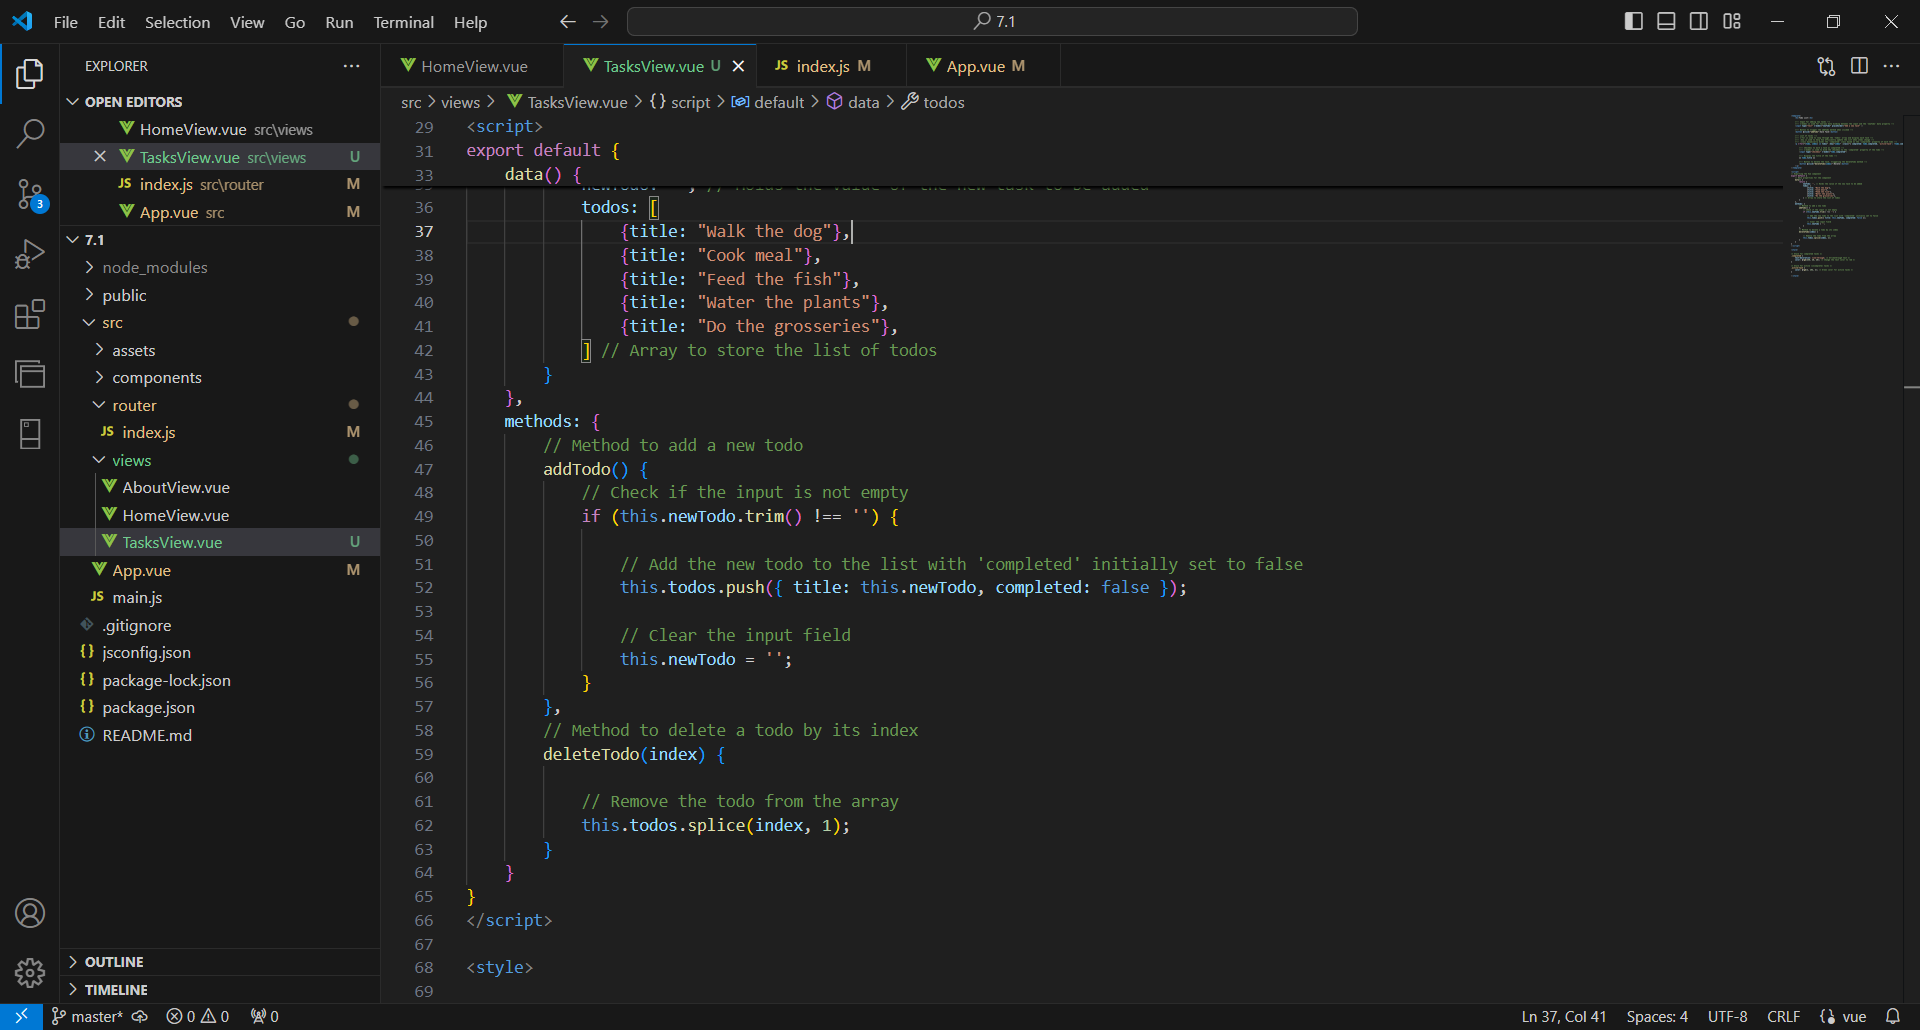 File Edit Selection View Go Run Terminal Help
7.1
EXPLORER
OPEN EDITORS
HomeView.vue src\views
TasksView.vue src\views U
index.js src\router M
App.vue src M
7.1
node_modules
public
src
assets
components
router
index.js M
views
AboutView.vue
HomeView.vue
TasksView.vue U
App.vue M
main.js
.gitignore
jsconfig.json
package-lock.json
package.json
README.md
OUTLINE
TIMELINE
3
HomeView.vue
TasksView.vue U
index.js M
App.vue M
src > views > TasksView.vue > {} script > default > data > todos
29 <script>
31 export default {
33 data() {
36 todos: [
37 {title: "Walk the dog"},
38 {title: "Cook meal"},
39 {title: "Feed the fish"},
40 {title: "Water the plants"},
41 {title: "Do the grosseries"},
42 ] // Array to store the list of todos
43 }
44 },
45 methods: {
46 // Method to add a new todo
47 addTodo() {
48 // Check if the input is not empty
49 if (this.newTodo.trim() !== '') {
50
51 // Add the new todo to the list with 'completed' initially set to false
52 this.todos.push({ title: this.newTodo, completed: false });
53
54 // Clear the input field
55 this.newTodo = '';
56 }
57 },
58 // Method to delete a todo by its index
59 deleteTodo(index) {
60
61 // Remove the todo from the array
62 this.todos.splice(index, 1);
63 }
64 }
65 }
66 </script>
67
68 <style>
69
master* 0 0 0
Ln 37, Col 41 Spaces: 4 UTF-8 CRLF {} vue